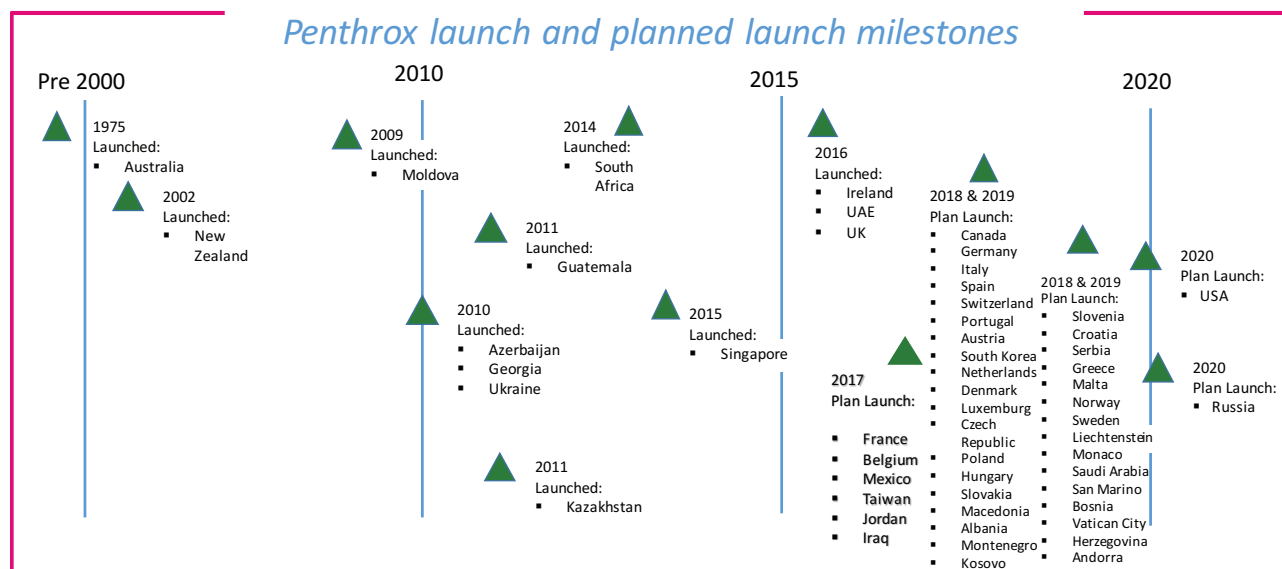 Penthrox launch and planned launch milestones
Pre 2000
2010
2015
2020
1975
Launched:
▪ Australia
2002
Launched:
▪ New
Zealand
2009
Launched:
▪ Moldova
2010
Launched:
▪ Azerbaijan
▪ Georgia
▪ Ukraine
2011
Launched:
▪ Guatemala
2011
Launched:
▪ Kazakhstan
2014
Launched:
▪ South
Africa
2015
Launched:
▪ Singapore
2016
Launched:
▪ Ireland
▪ UAE
▪ UK
2017
Plan Launch:
▪ France
▪ Belgium
▪ Mexico
▪ Taiwan
▪ Jordan
▪ Iraq
2018 & 2019
Plan Launch:
▪ Canada
▪ Germany
▪ Italy
▪ Spain
▪ Switzerland
▪ Portugal
▪ Austria
▪ South Korea
▪ Netherlands
▪ Denmark
▪ Luxemburg
▪ Czech
Republic
▪ Poland
▪ Hungary
▪ Slovakia
▪ Macedonia
▪ Albania
▪ Montenegro
▪ Kosovo
2018 & 2019
Plan Launch:
▪ Slovenia
▪ Croatia
▪ Serbia
▪ Greece
▪ Malta
▪ Norway
▪ Sweden
▪ Liechtenstein
▪ Monaco
▪ Saudi Arabia
▪ San Marino
▪ Bosnia
▪ Vatican City
▪ Herzegovina
▪ Andorra
2020
Plan Launch:
▪ USA
2020
Plan Launch:
▪ Russia